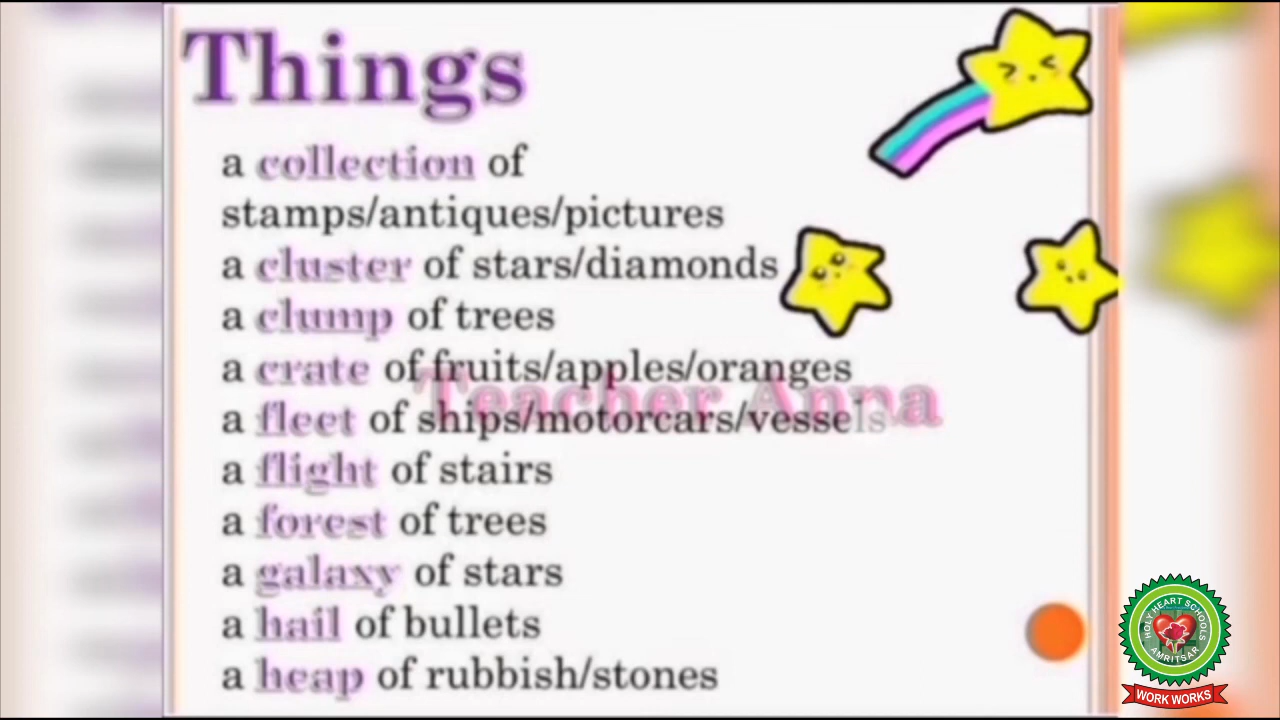 Things
a collection of
stamps/antiques/pictures
a cluster of stars/diamonds
a clump of trees
a crate of fruits/apples/oranges
Teacher Anna
a fleet of ships/motorcars/vessels
a flight of stairs
a forest of trees
a galaxy of stars
a hail of bullets
a heap of rubbish/stones
HOLY HEART SCHOOLS
AMRITSAR
WORK WORKS